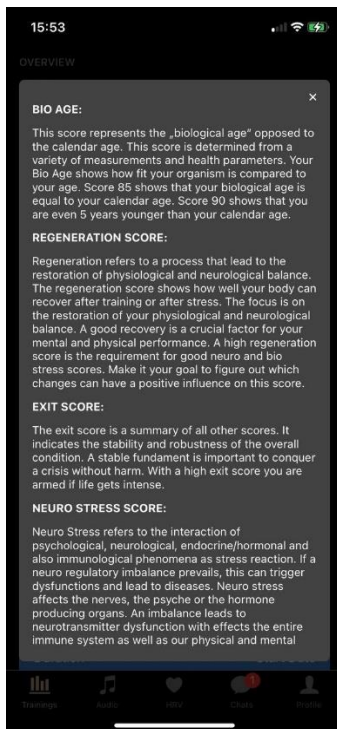 15:53
OVERVIEW
×
BIO AGE:
This score represents the „biological age“ opposed to
the calendar age. This score is determined from a
variety of measurements and health parameters. Your
Bio Age shows how fit your organism is compared to
your age. Score 85 shows that your biological age is
equal to your calendar age. Score 90 shows that you
are even 5 years younger than your calendar age.
REGENERATION SCORE:
Regeneration refers to a process that lead to the
restoration of physiological and neurological balance.
The regeneration score shows how well your body can
recover after training or after stress. The focus is on
the restoration of your physiological and neurological
balance. A good recovery is a crucial factor for your
mental and physical performance. A high regeneration
score is the requirement for good neuro and bio
stress scores. Make it your goal to figure out which
changes can have a positive influence on this score.
EXIT SCORE:
The exit score is a summary of all other scores. It
indicates the stability and robustness of the overall
condition. A stable fundament is important to conquer
a crisis without harm. With a high exit score you are
armed if life gets intense.
NEURO STRESS SCORE:
Neuro Stress refers to the interaction of
psychological, neurological, endocrine/hormonal and
also immunological phenomena as stress reaction. If a
neuro regulatory imbalance prevails, this can trigger
dysfunctions and lead to diseases. Neuro stress
affects the nerves, the psyche or the hormone
producing organs. An imbalance leads to
neurotransmitter dysfunction with effects the entire
immune system as well as our physical and mental
Trainings Audio HRV Chats Profile